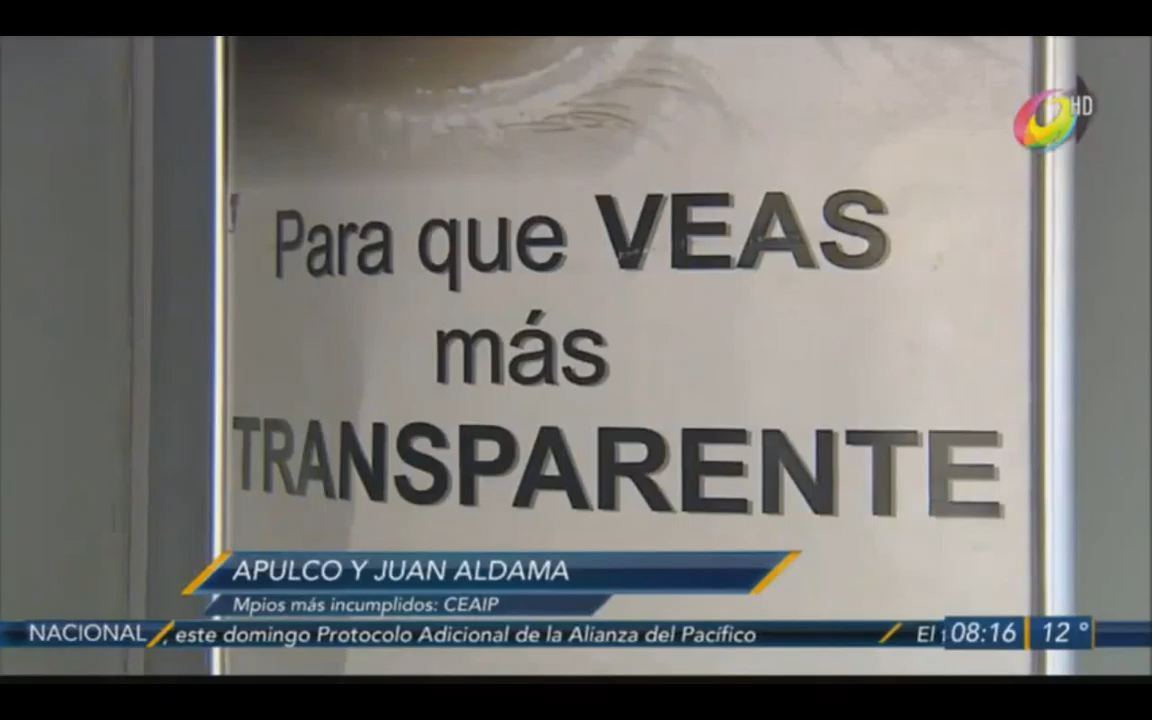 HD
Para que VEAS
más
TRANSPARENTE
APULCO Y JUAN ALDAMA
Mpios más incumplidos: CEAIP
NACIONAL , este domingo Protocolo Adicional de la Alianza del Pacífico El 08:16 12 °